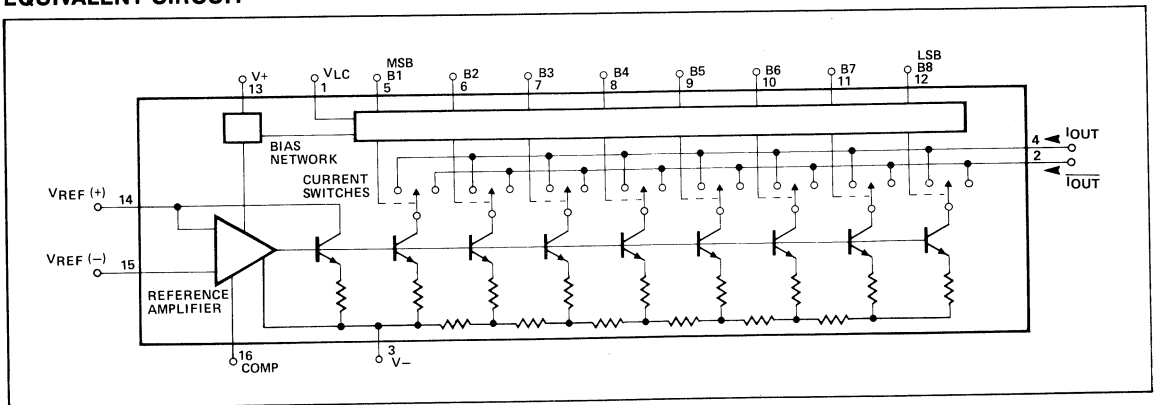 EQUIVALENT CIRCUIT
V+
13
VLC
1
MSB
B1
5
B2
6
B3
7
B4
8
B5
9
B6
10
B7
11
LSB
B8
12
BIAS
NETWORK
CURRENT
SWITCHES
4
IOUT
2
IOUT
VREF (+)
14
VREF (−)
15
REFERENCE
AMPLIFIER
16
COMP
3
V−